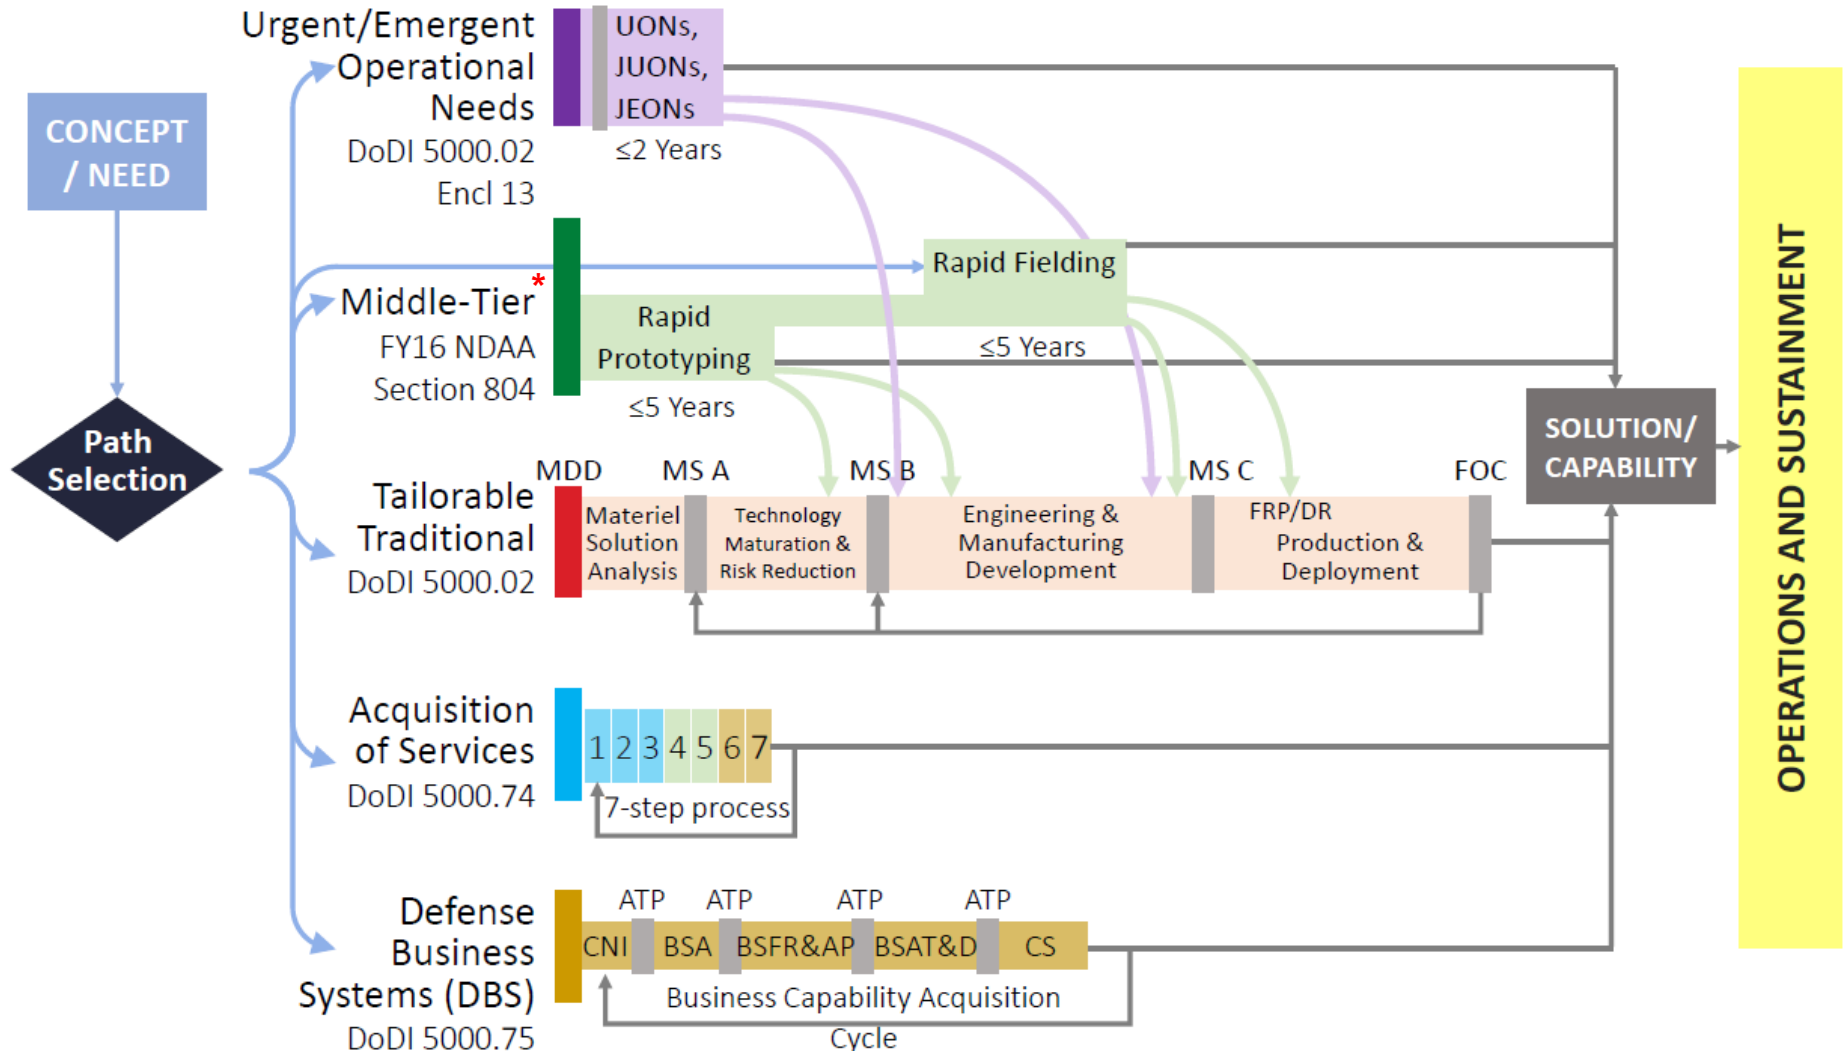 CONCEPT
/ NEED
Path
Selection
Urgent/Emergent
Operational
Needs
DoDI 5000.02
Encl 13
UONs,
JUONs,
JEONs
≤2 Years
Middle-Tier*
FY16 NDAA
Section 804
Rapid
Prototyping
≤5 Years
Rapid Fielding
≤5 Years
Tailorable
Traditional
DoDI 5000.02
MDD
MS A
MS B
MS C
FOC
Materiel
Solution
Analysis
Technology
Maturation &
Risk Reduction
Engineering &
Manufacturing
Development
FRP/DR
Production &
Deployment
Acquisition
of Services
DoDI 5000.74
1 2 3 4 5 6 7
7-step process
Defense
Business
Systems (DBS)
DoDI 5000.75
ATP ATP ATP ATP
CNI BSA BSFR&AP BSAT&D CS
Business Capability Acquisition
Cycle
SOLUTION/
CAPABILITY
OPERATIONS AND SUSTAINMENT